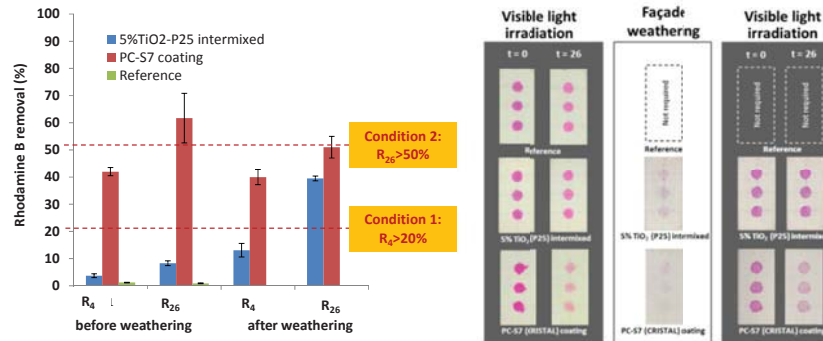 100
90
80
70
60
50
40
30
20
10
0
Rhodamine B removal (%)
5%TiO2-P25 intermixed
PC-S7 coating
Reference
Condition 2:
R26>50%
Condition 1:
R4>20%
R4
R26
R4
R26
before weathering
after weathering
Visible light
irradiation
t = 0
t = 26
Reference
5% TiO2 (P25) intermixed
PC-S7 (CRISTAL) coating
Façade
weathering
Not required
Reference
5% TiO2 (P25) intermixed
PC-S7 (CRISTAL) oating
Visible light
irradiation
t = 0
t = 26
Not required
Not required
Reference
5% TiO2 (P25) intermixed
PC-S7 (CRISTAL) coating